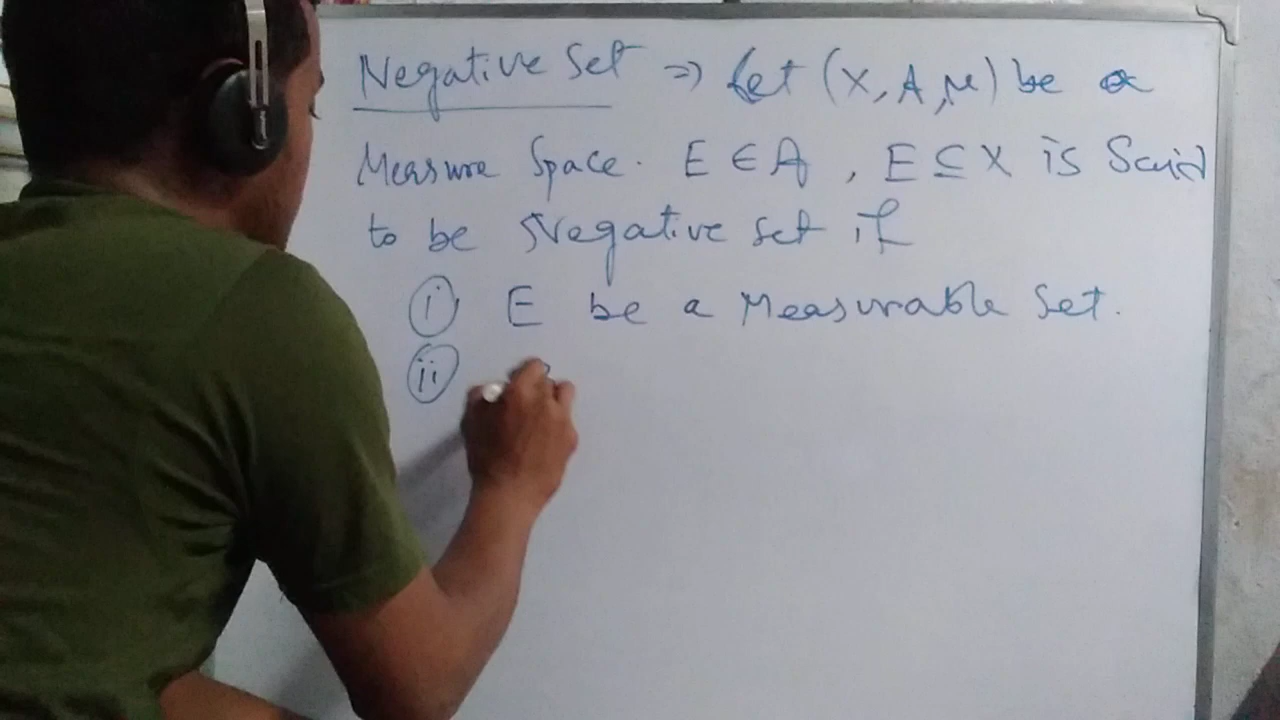 Negative Set ⇒ Let (X, A, μ) be a
Measure Space. E ∈ A, E ⊆ X is Said
to be Negative set if
(i) E be a Measurable Set.
(ii)